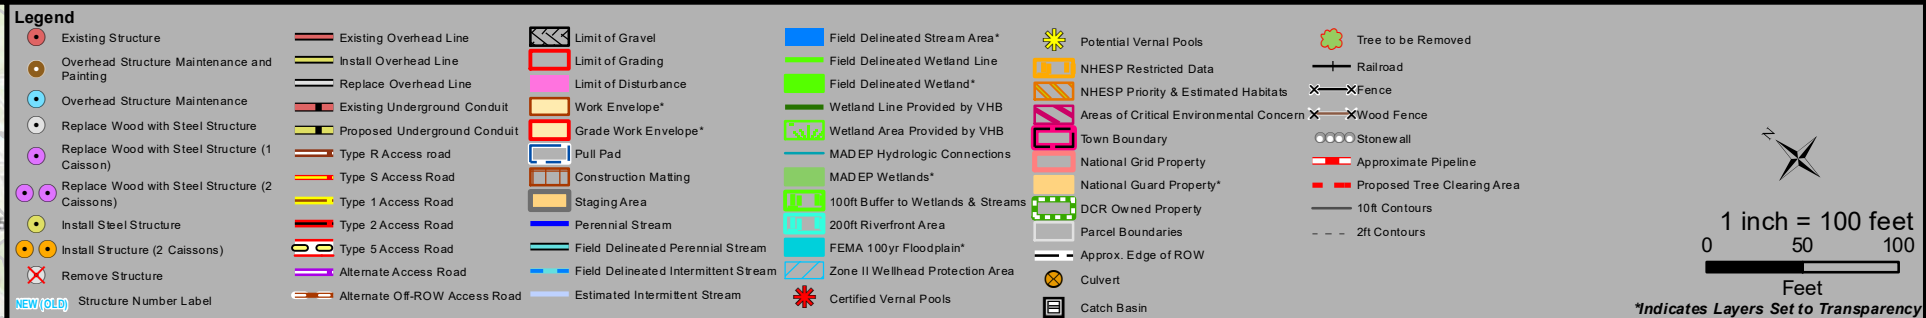 Legend
Existing Structure
Overhead Structure Maintenance and
Painting
Overhead Structure Maintenance
Replace Wood with Steel Structure
Replace Wood with Steel Structure (1
Caisson)
Replace Wood with Steel Structure (2
Caissons)
Install Steel Structure
Install Structure (2 Caissons)
Remove Structure
NEW (OLD) Structure Number Label
Existing Overhead Line
Install Overhead Line
Replace Overhead Line
Existing Underground Conduit
Proposed Underground Conduit
Type R Access road
Type S Access Road
Type 1 Access Road
Type 2 Access Road
Type 5 Access Road
Alternate Access Road
Alternate Off-ROW Access Road
Limit of Gravel
Limit of Grading
Limit of Disturbance
Work Envelope*
Grade Work Envelope*
Pull Pad
Construction Matting
Staging Area
Perennial Stream
Field Delineated Perennial Stream
Field Delineated Intermittent Stream
Estimated Intermittent Stream
Field Delineated Stream Area*
Field Delineated Wetland Line
Field Delineated Wetland*
Wetland Line Provided by VHB
Wetland Area Provided by VHB
MADEP Hydrologic Connections
MADEP Wetlands*
100ft Buffer to Wetlands & Streams
200ft Riverfront Area
FEMA 100yr Floodplain*
Zone II Wellhead Protection Area
Certified Vernal Pools
Potential Vernal Pools
NHESP Restricted Data
NHESP Priority & Estimated Habitats
Areas of Critical Environmental Concern
Town Boundary
National Grid Property
National Guard Property*
DCR Owned Property
Parcel Boundaries
Approx. Edge of ROW
Culvert
Catch Basin
Tree to be Removed
Railroad
Fence
Wood Fence
Stonewall
Approximate Pipeline
Proposed Tree Clearing Area
10ft Contours
2ft Contours
N
1 inch = 100 feet
0 50 100
Feet
*Indicates Layers Set to Transparency